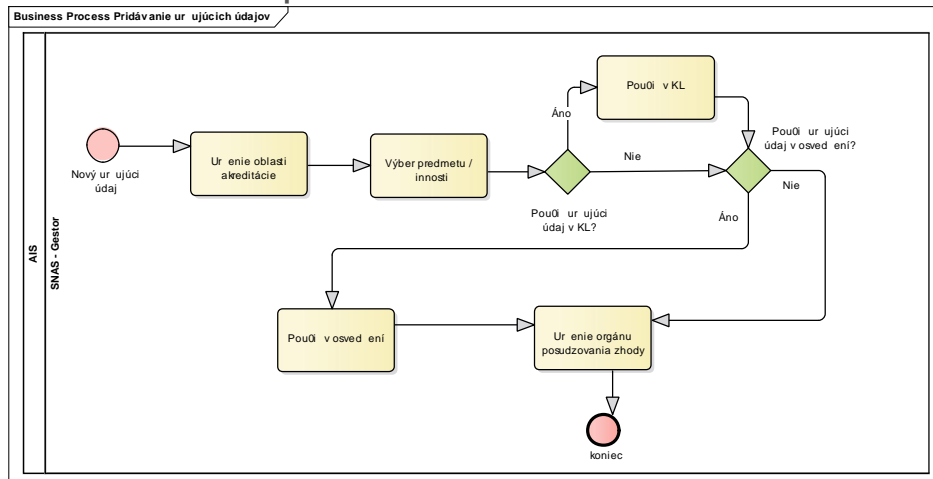 Business Process Pridávanie ur ujúcich údajov
AIS
SNAS - Gestor
Nový ur ujúci
údaj
Ur enie oblasti
akreditácie
Výber predmetu /
innosti
Áno
Pou0i v KL
Nie
Pou0i ur ujúci
údaj v KL?
Pou0i ur ujúci
údaj v osved ení?
Nie
Áno
Pou0i v osved ení
Ur enie orgánu
posudzovania zhody
koniec